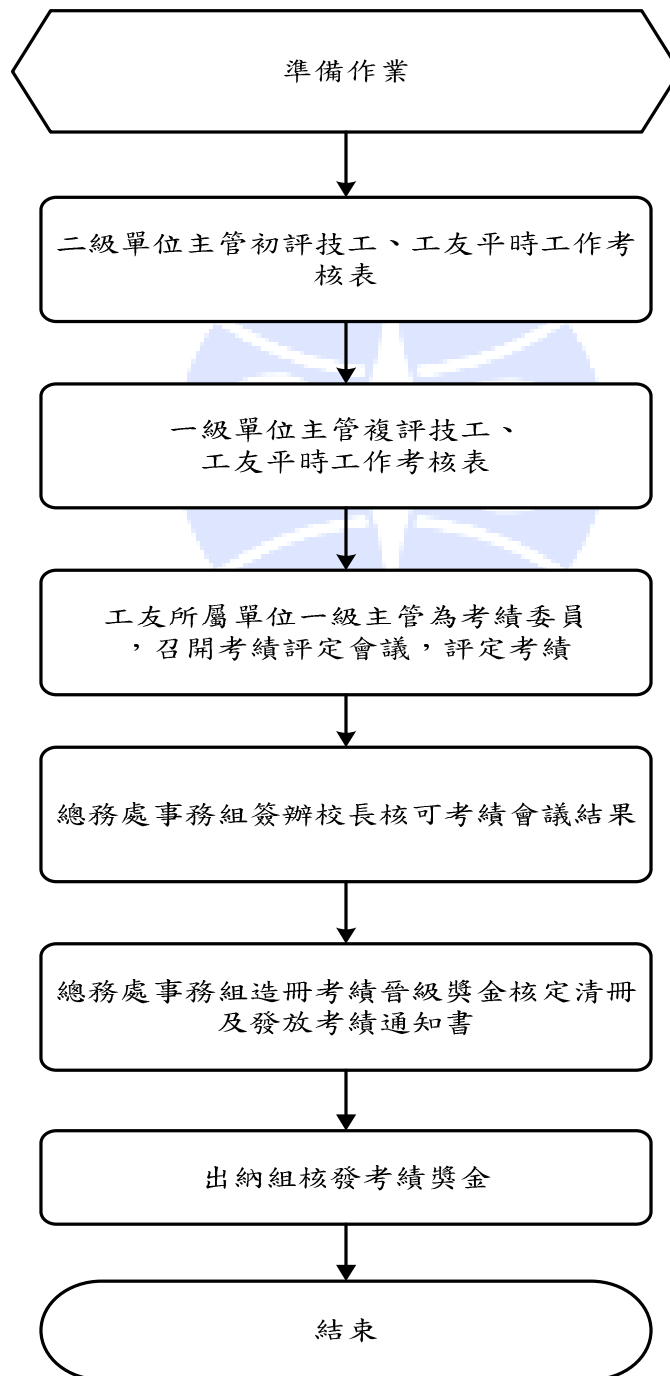 準備作業
二級單位主管初評技工、工友平時工作考
核表
一級單位主管複評技工、
工友平時工作考核表
工友所屬單位一級主管為考績委員
，召開考績評定會議，評定考績
總務處事務組簽辦校長核可考績會議結果
總務處事務組造冊考績晉級獎金核定清冊
及發放考績通知書
出納組核發考績獎金
結束